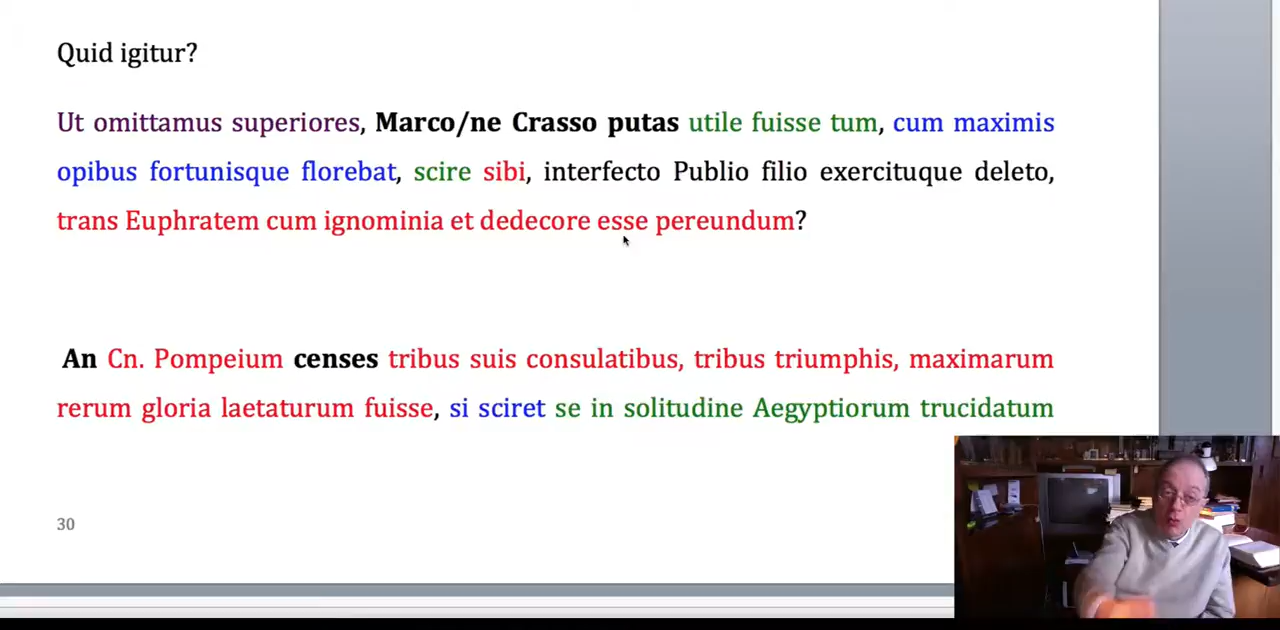 Quid igitur?
Ut omittamus superiores, Marco/ne Crasso putas utile fuisse tum, cum maximis
opibus fortunisque florebat, scire sibi, interfecto Publio filio exercituque deleto,
trans Euphratem cum ignominia et dedecore esse pereundum?
An Cn. Pompeium censes tribus suis consulatibus, tribus triumphis, maximarum
rerum gloria laetaturum fuisse, si sciret se in solitudine Aegyptiorum trucidatum
30